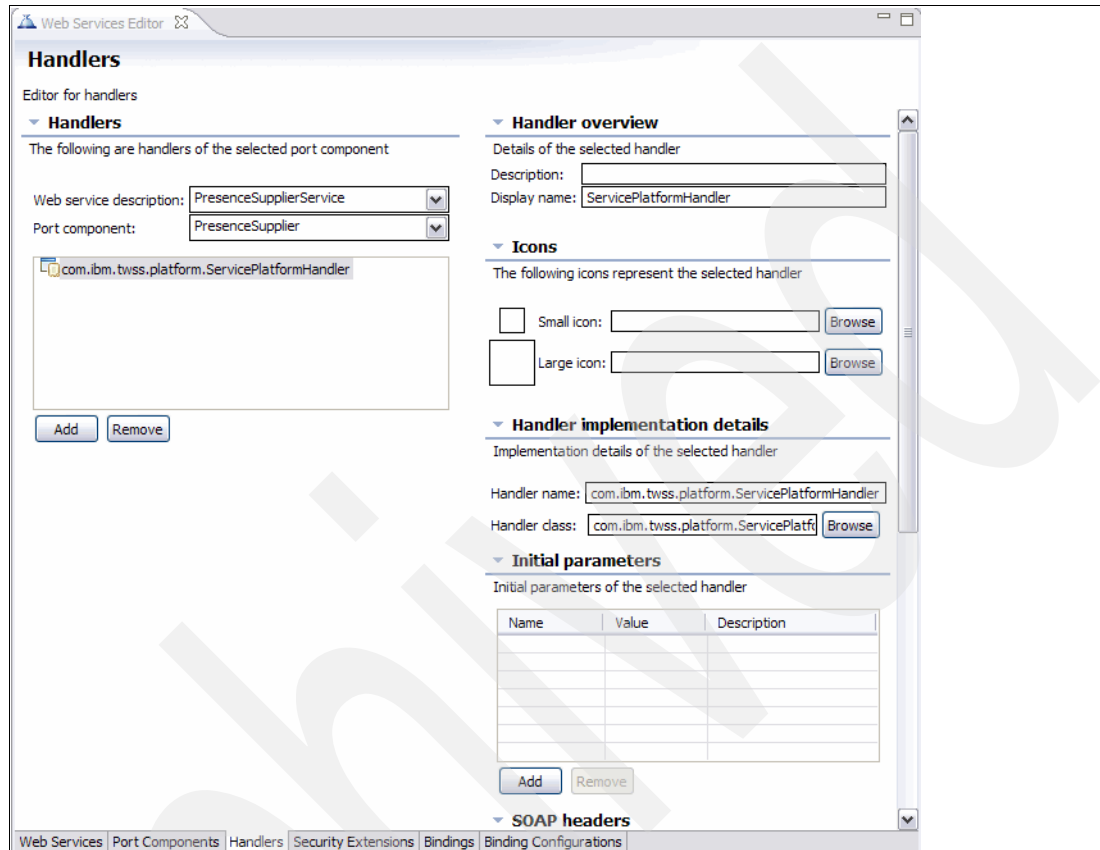 Web Services Editor
Handlers
Editor for handlers
Handlers
The following are handlers of the selected port component
Web service description: PresenceSupplierService
Port component: PresenceSupplier
com.ibm.twss.platform.ServicePlatformHandler
Add Remove
Handler overview
Details of the selected handler
Description:
Display name: ServicePlatformHandler
Icons
The following icons represent the selected handler
Small icon: Browse
Large icon: Browse
Handler implementation details
Implementation details of the selected handler
Handler name: com.ibm.twss.platform.ServicePlatformHandler
Handler class: com.ibm.twss.platform.ServicePlatfo Browse
Initial parameters
Initial parameters of the selected handler
Name Value Description
Add Remove
SOAP headers
Web Services Port Components Handlers Security Extensions Bindings Binding Configurations
hived